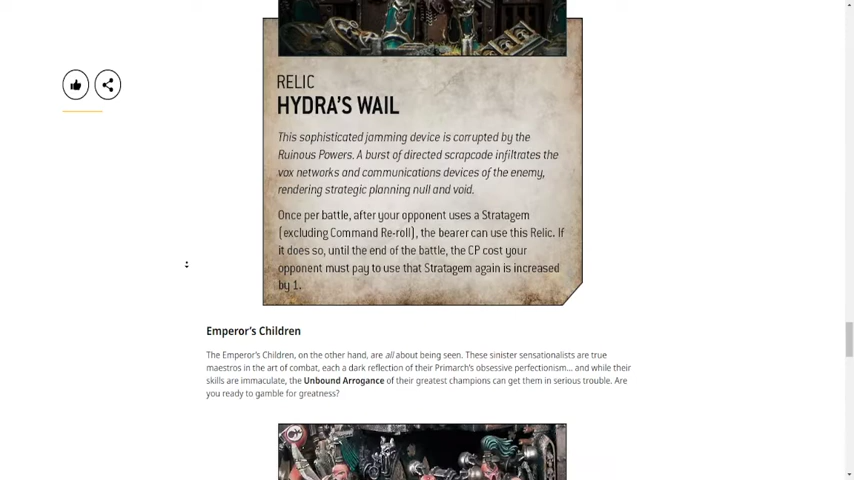 RELIC
HYDRA'S WAIL
This sophisticated jamming device is corrupted by the
Ruinous Powers. A burst of directed scrapcode infiltrates the
vox networks and communications devices of the enemy,
rendering strategic planning null and void.
Once per battle, after your opponent uses a Stratagem
(excluding Command Re-roll), the bearer can use this Relic. If
it does so, until the end of the battle, the CP cost your
opponent must pay to use that Stratagem again is increased
by 1.
Emperor's Children
The Emperor's Children, on the other hand, are all about being seen. These sinister sensationalists are true
maestros in the art of combat, each a dark reflection of their Primarch's obsessive perfectionism... and while their
skills are immaculate, the Unbound Arrogance of their greatest champions can get them in serious trouble. Are
you ready to gamble for greatness?